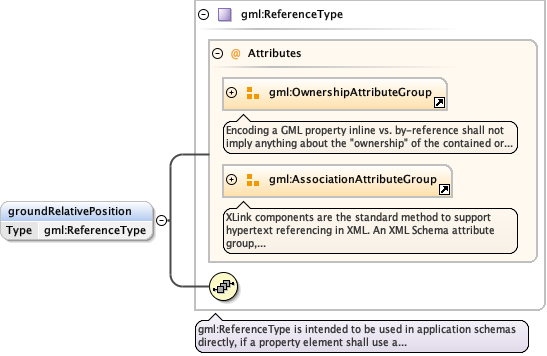 gml:ReferenceType
@ Attributes
gml:OwnershipAttributeGroup
Encoding a GML property inline vs. by-reference shall not
imply anything about the "ownership" of the contained or...
gml:AssociationAttributeGroup
XLink components are the standard method to support
hypertext referencing in XML. An XML Schema attribute
group,...
groundRelativePosition
Type gml:ReferenceType
gml:ReferenceType is intended to be used in application schemas
directly, if a property element shall use a...